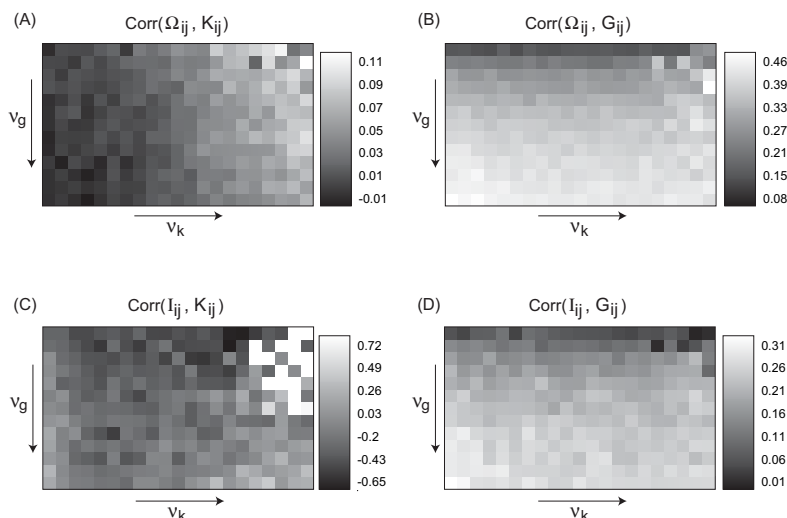 (A)
Corr(Ωij , Kij)
0.11
0.09
0.07
0.05
0.03
0.01
-0.01
νg
νk
(B)
Corr(Ωij , Gij)
0.46
0.39
0.33
0.27
0.21
0.15
0.08
νg
νk
(C)
Corr(Iij , Kij)
0.72
0.49
0.26
0.03
-0.2
-0.43
-0.65
νg
νk
(D)
Corr(Iij , Gij)
0.31
0.26
0.21
0.16
0.11
0.06
0.01
νg
νk